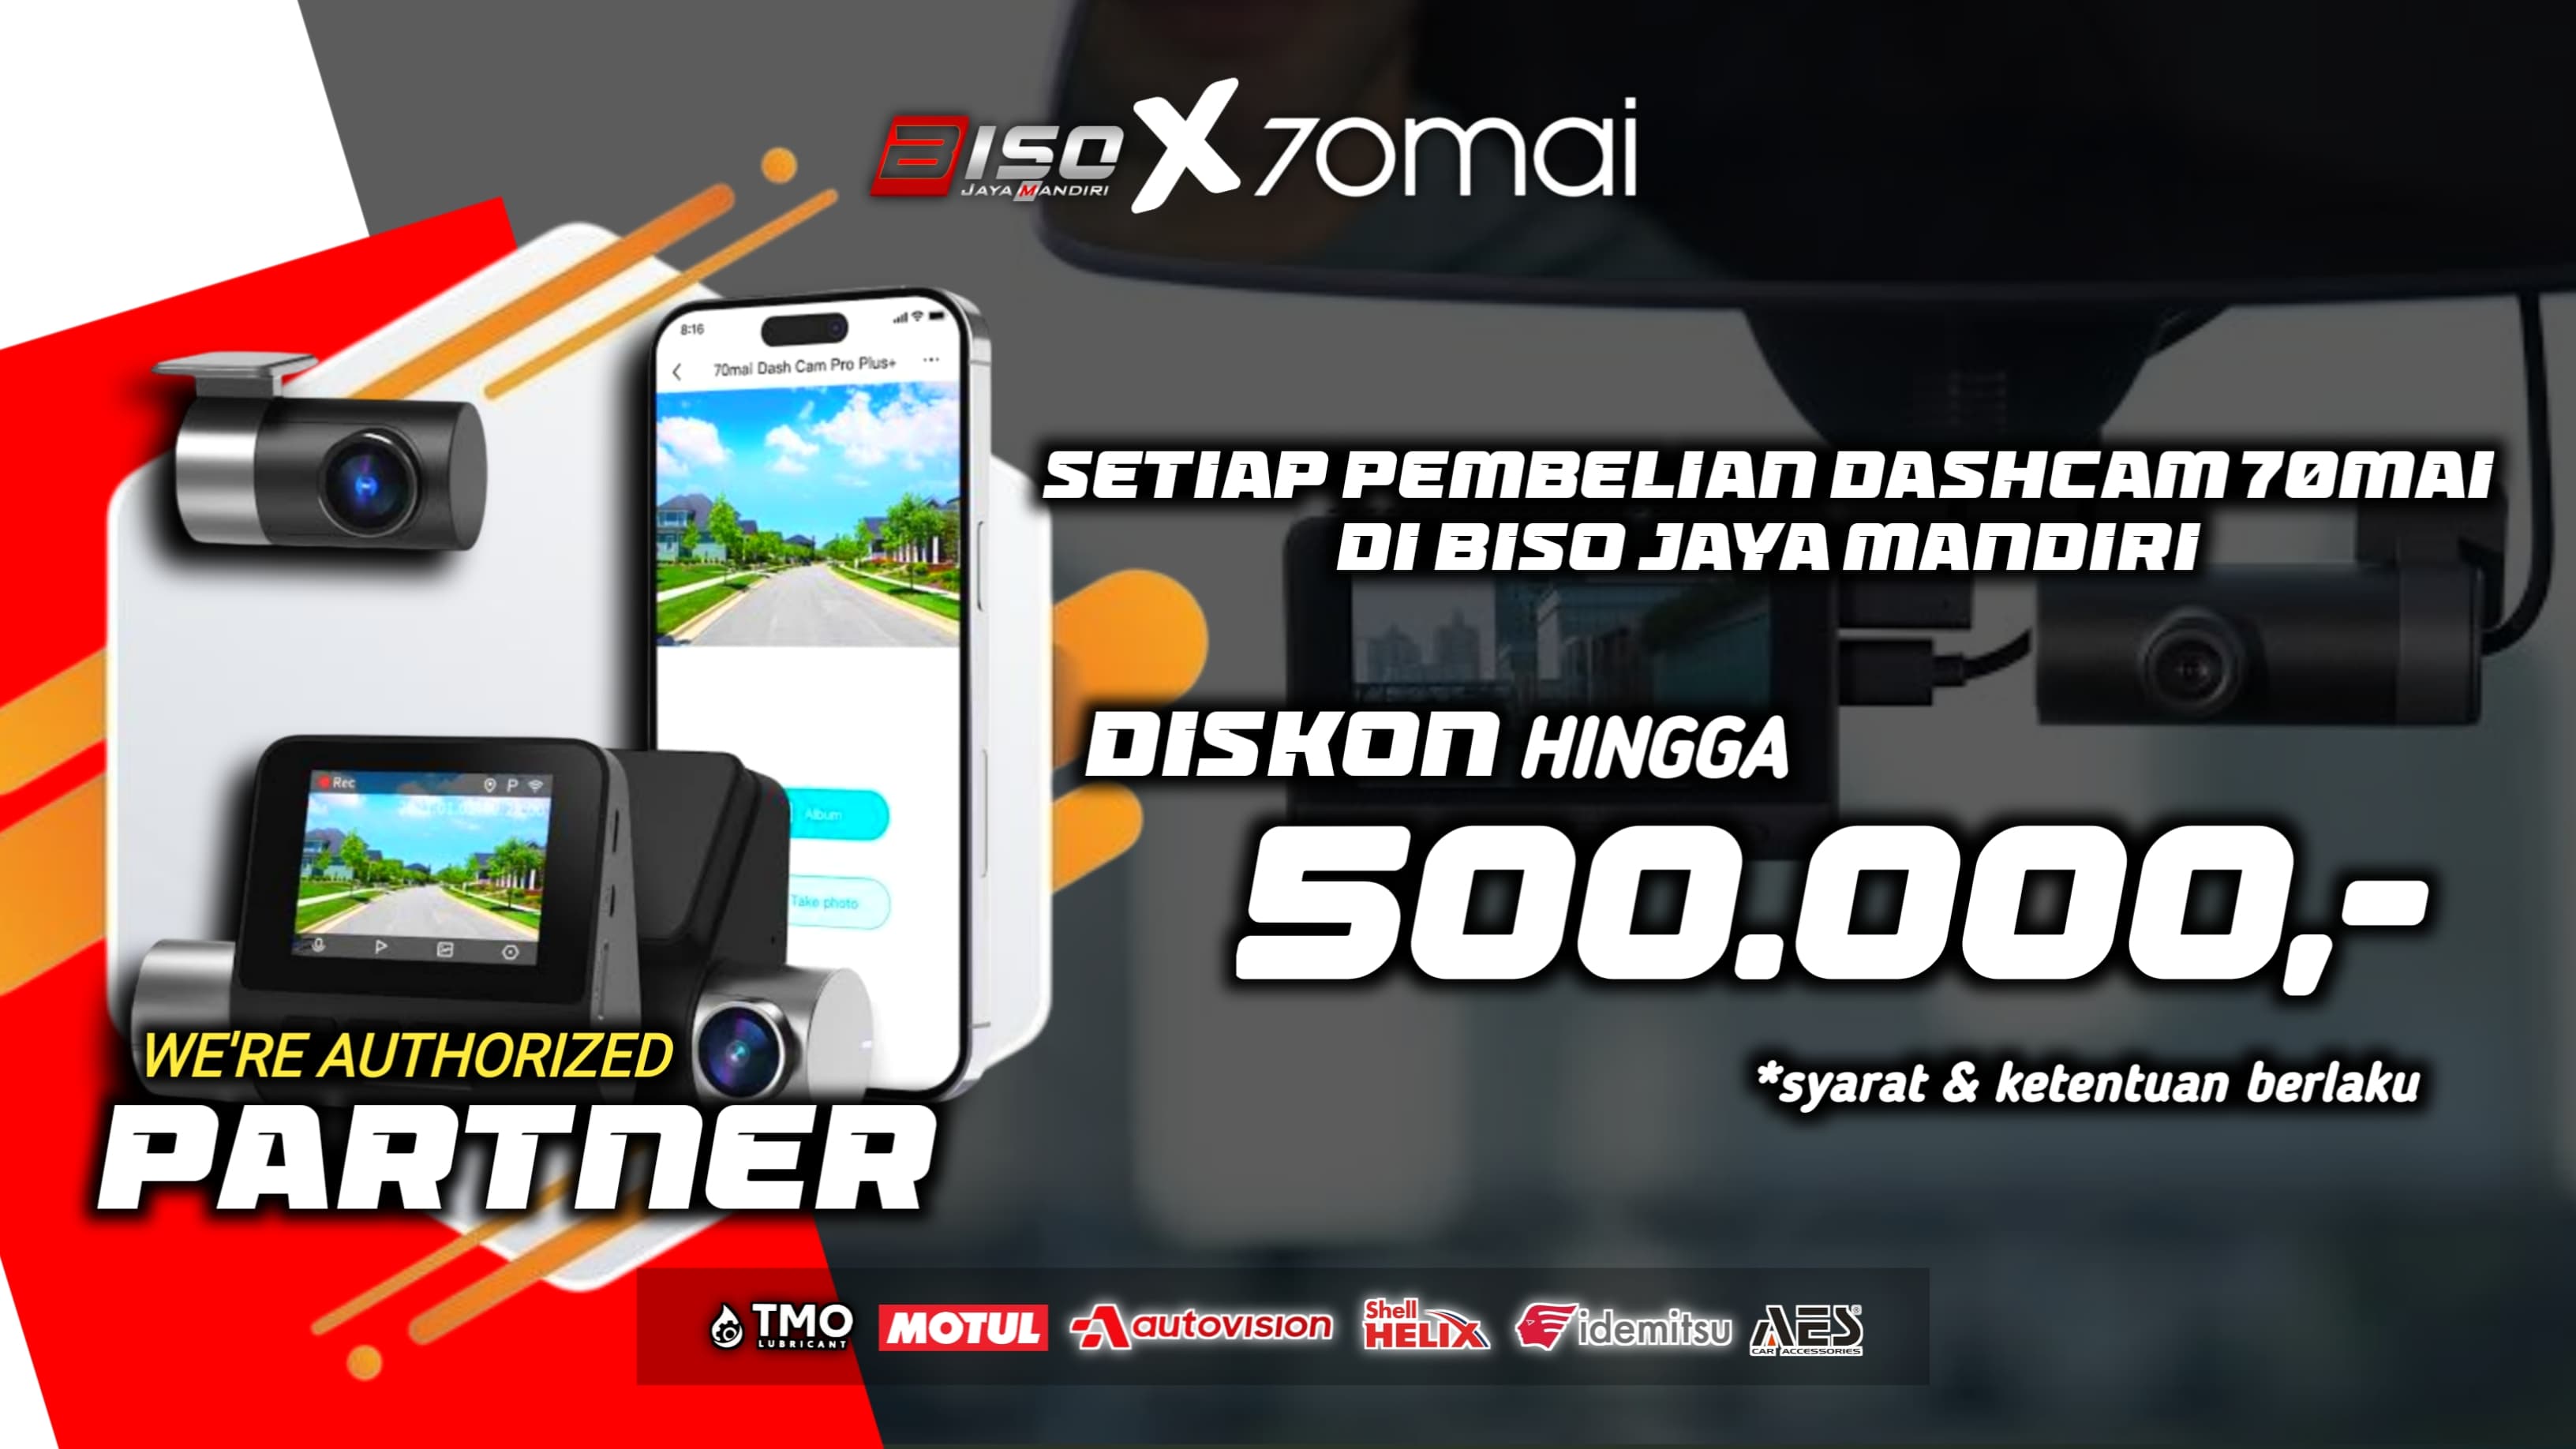 BISO X 70mai
JAYA MANDIRI
8:16
70mai Dash Cam Pro Plus+
SETIAP PEMBELIAN DASHCAM 70MAI
DI BISO JAYA MANDIRI
DISKON HINGGA
500.000,-
*syarat & ketentuan berlaku
Rec
P
Album
Take photo
WE'RE AUTHORIZED
PARTNER
TMO
LUBRICANT
MOTUL
autovision
Shell
HELIX
idemitsu
AES
CAR ACCESSORIES